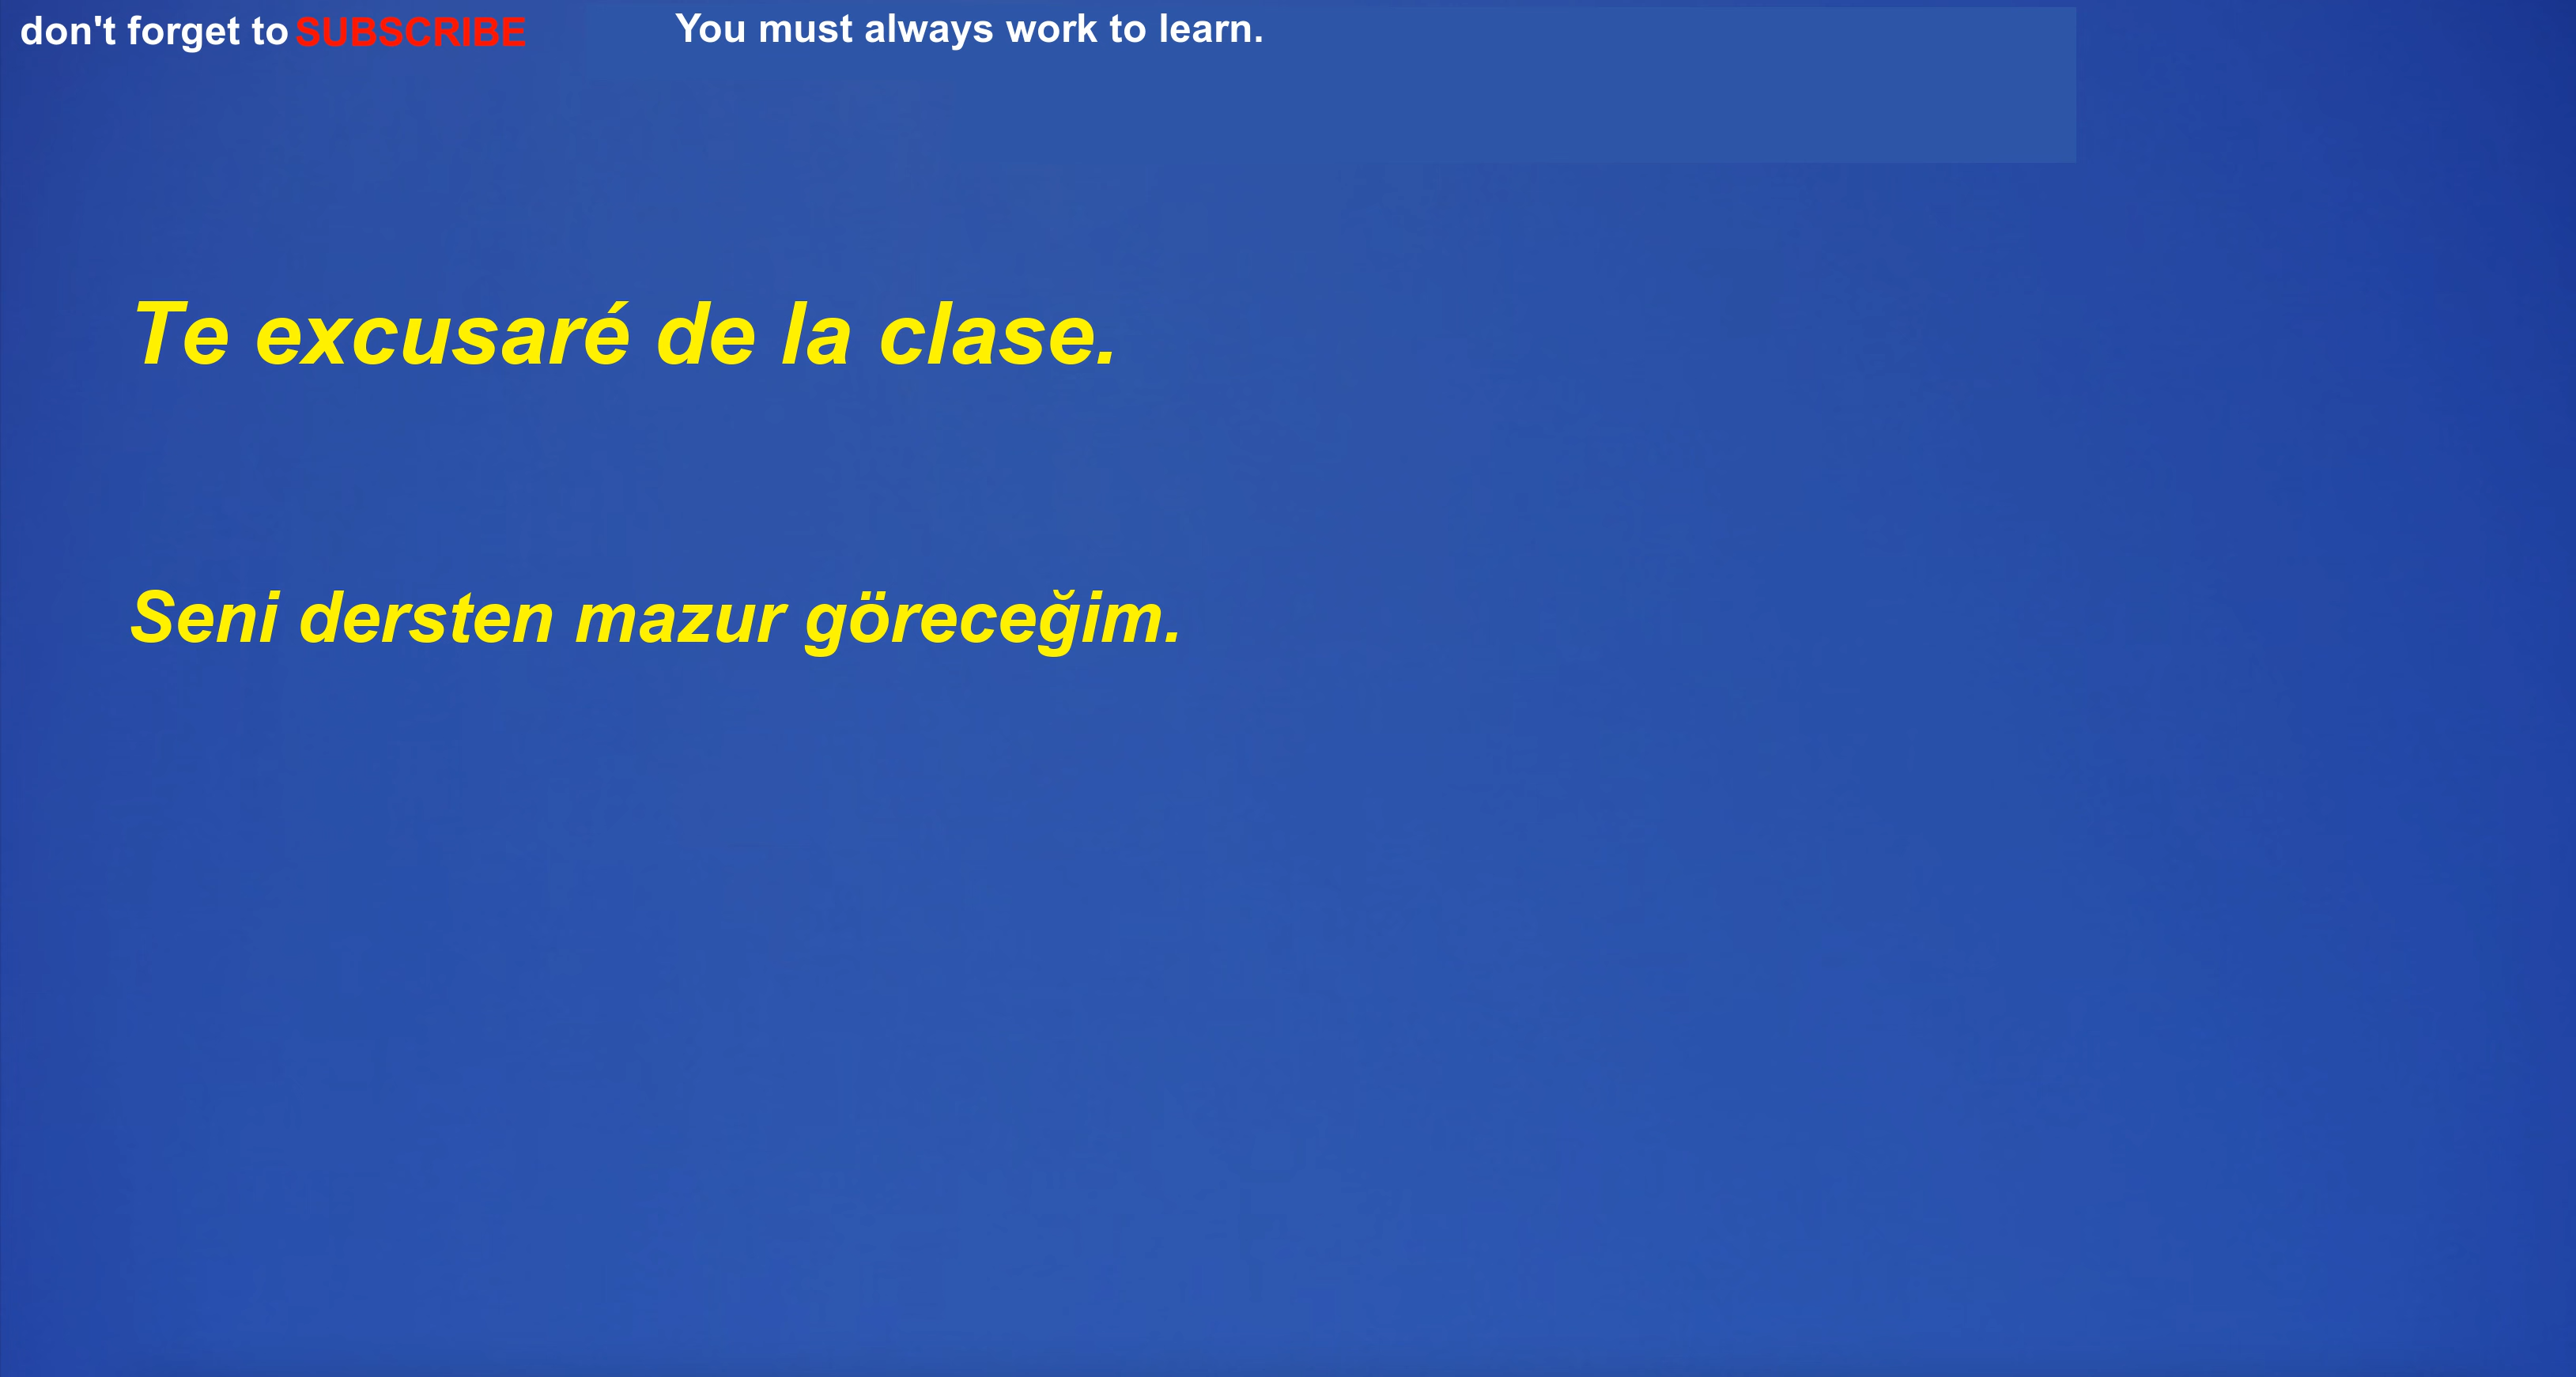 don't forget to SUBSCRIBE You must always work to learn.
Te excusaré de la clase.
Seni dersten mazur göreceğim.